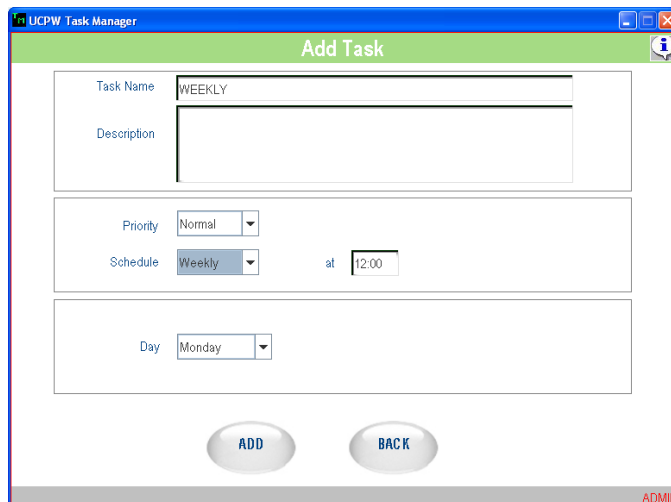 TM UCPW Task Manager
Add Task
i
Task Name WEEKLY
Description
Priority Normal
Schedule Weekly at 12:00
Day Monday
ADD BACK